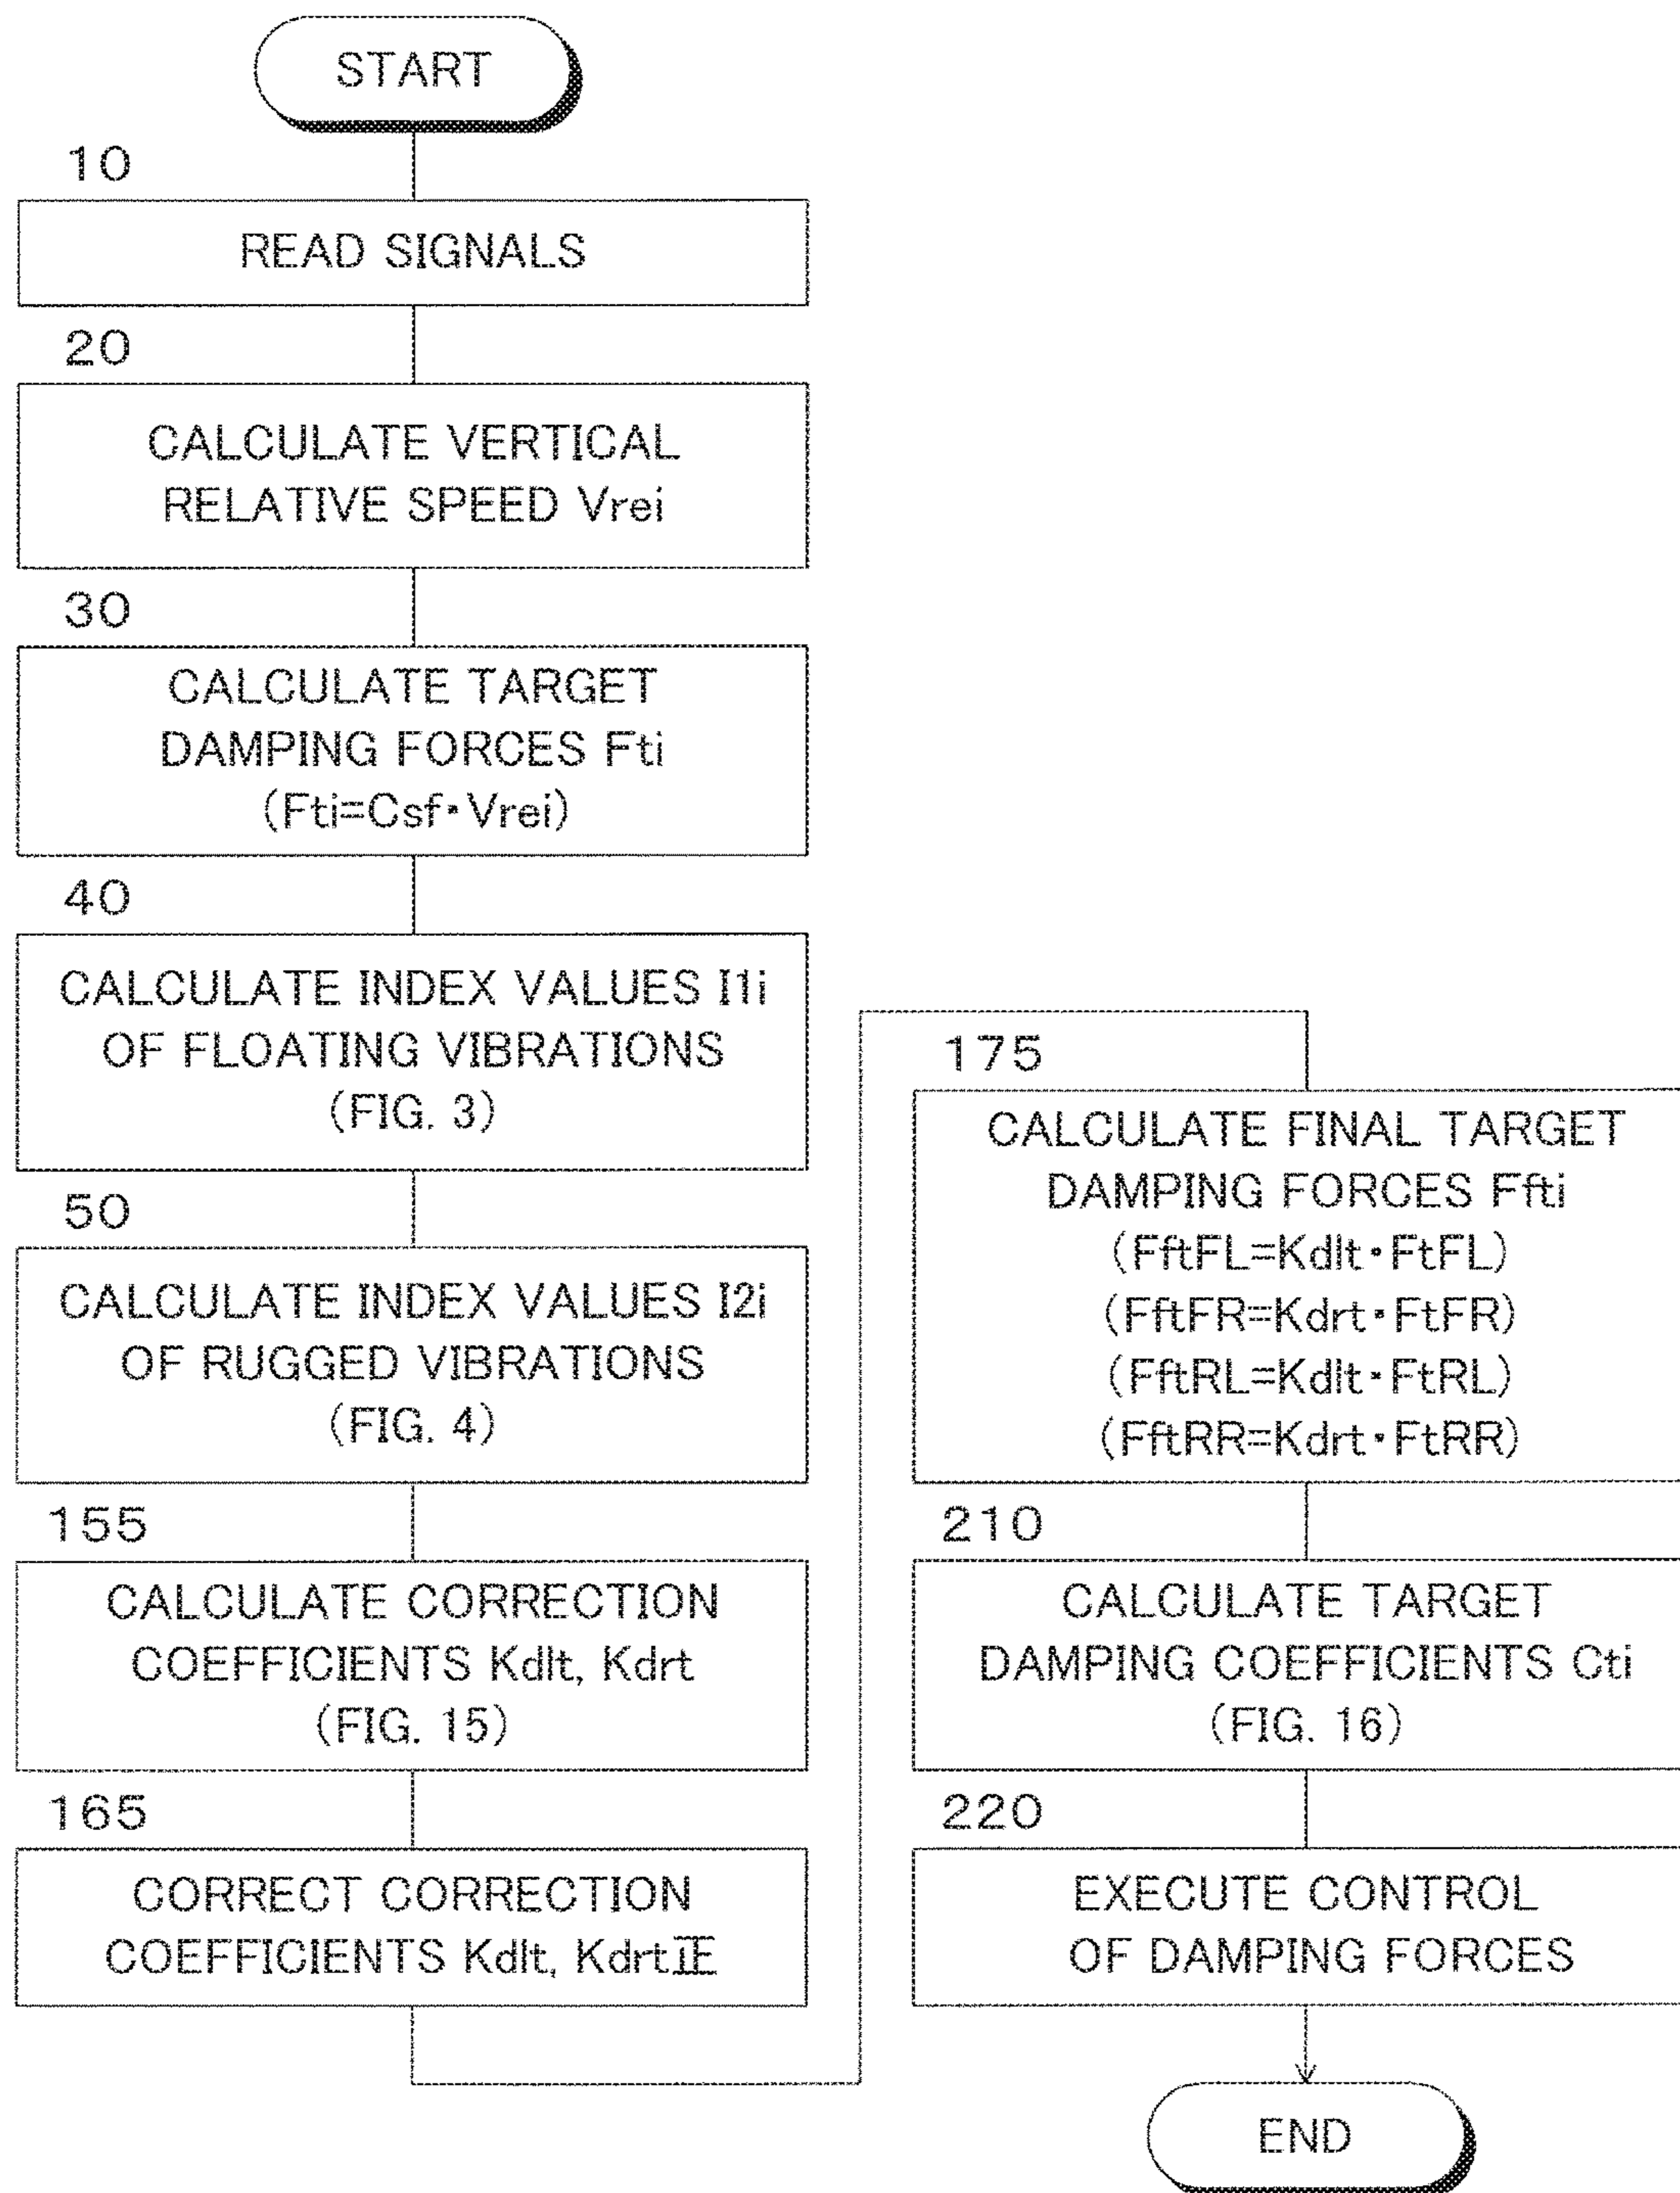 START
10
READ SIGNALS
20
CALCULATE VERTICAL
RELATIVE SPEED Vrei
30
CALCULATE TARGET
DAMPING FORCES Fti
(Fti=Csf・Vrei)
40
CALCULATE INDEX VALUES I1i
OF FLOATING VIBRATIONS
(FIG. 3)
50
CALCULATE INDEX VALUES I2i
OF RUGGED VIBRATIONS
(FIG. 4)
155
CALCULATE CORRECTION
COEFFICIENTS Kdlt, Kdrt
(FIG. 15)
165
CORRECT CORRECTION
COEFFICIENTS Kdlt, Kdrt正
175
CALCULATE FINAL TARGET
DAMPING FORCES Ffti
(FftFL=Kdlt・FtFL)
(FftFR=Kdrt・FtFR)
(FftRL=Kdlt・FtRL)
(FftRR=Kdrt・FtRR)
210
CALCULATE TARGET
DAMPING COEFFICIENTS Cti
(FIG. 16)
220
EXECUTE CONTROL
OF DAMPING FORCES
END